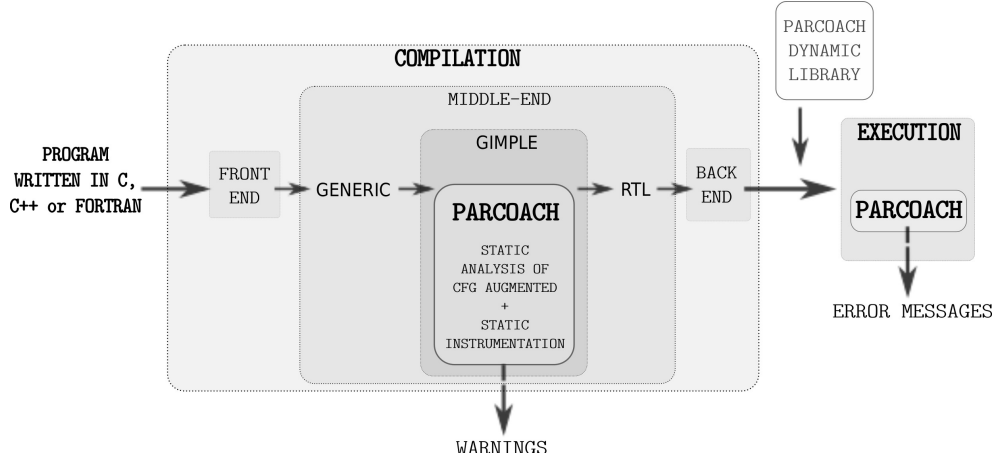 PARCOACH
DYNAMIC
LIBRARY
COMPILATION
MIDDLE-END
GIMPLE
EXECUTION
PROGRAM
WRITTEN IN C,
C++ or FORTRAN
FRONT
END
GENERIC
PARCOACH
STATIC
ANALYSIS OF
CFG AUGMENTED
+
STATIC
INSTRUMENTATION
RTL
BACK
END
PARCOACH
ERROR MESSAGES
WARNINGS